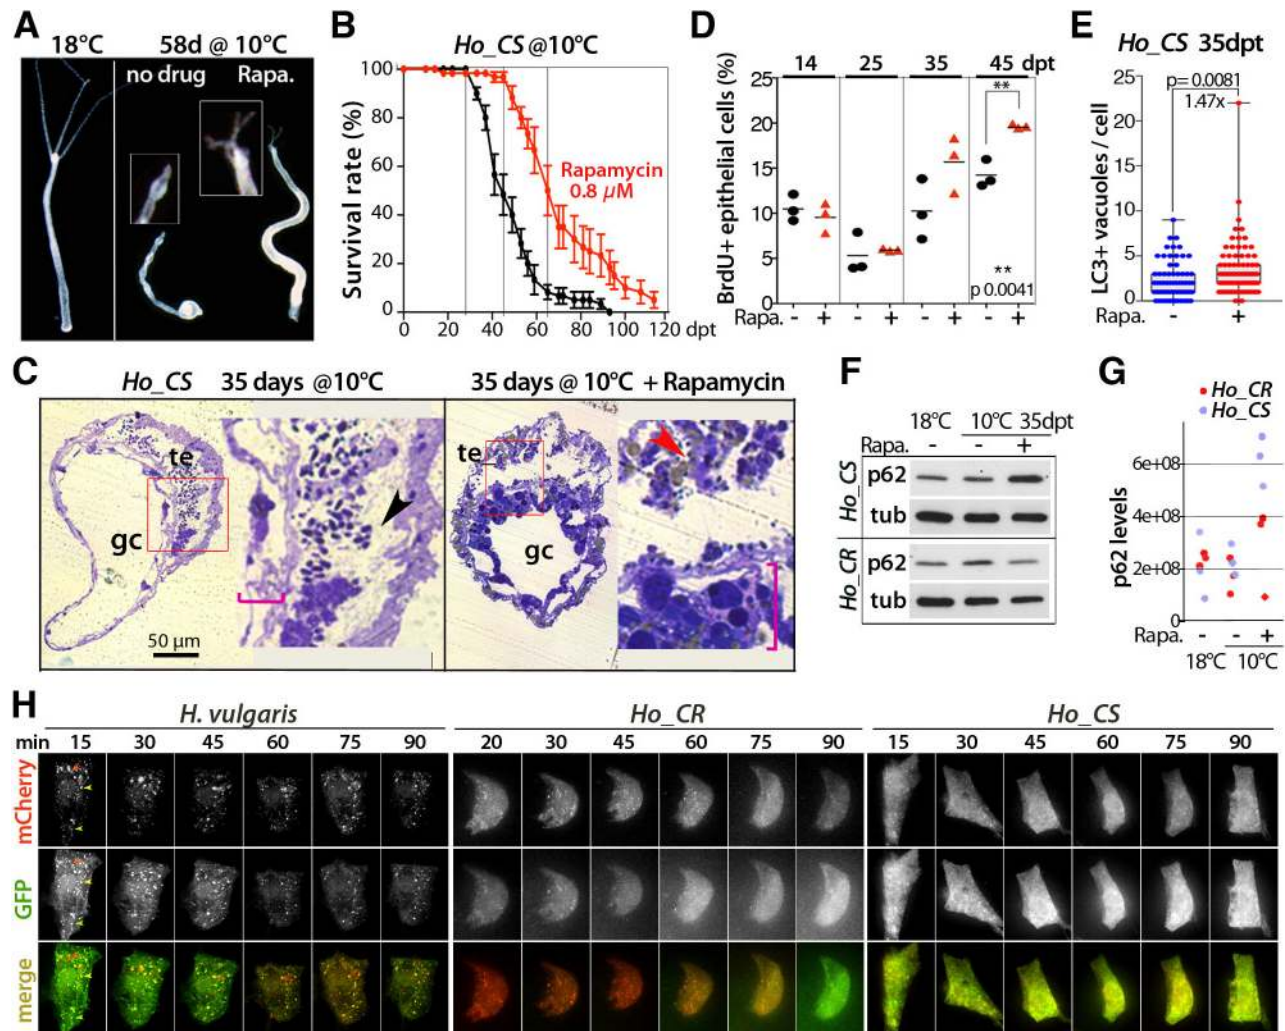 A
18°C
58d @ 10°C
no drug
Rapa.
B
Ho_CS @10°C
Survival rate (%)
100
80
60
40
20
0
Rapamycin
0.8 µM
0 20 40 60 80 100 120
dpt
D
14 25 35 45 dpt
BrdU+ epithelial cells (%)
25
20
15
10
5
0
**
**
p 0.0041
Rapa. - + - + - + - +
E
Ho_CS 35dpt
LC3+ vacuoles / cell
25
20
15
10
5
0
p= 0.0081
1.47x
Rapa. - +
C
Ho_CS 35 days @10°C
35 days @ 10°C + Rapamycin
te
gc
50 µm
te
gc
F
18°C 10°C 35dpt
Rapa. - - +
Ho_CS
p62
tub
Ho_CR
p62
tub
G
Ho_CR
Ho_CS
p62 levels
6e+08
4e+08
2e+08
0
Rapa. - - +
18°C 10°C
H
H. vulgaris
Ho_CR
Ho_CS
min 15 30 45 60 75 90
20 30 45 60 75 90
15 30 45 60 75 90
mCherry
GFP
merge